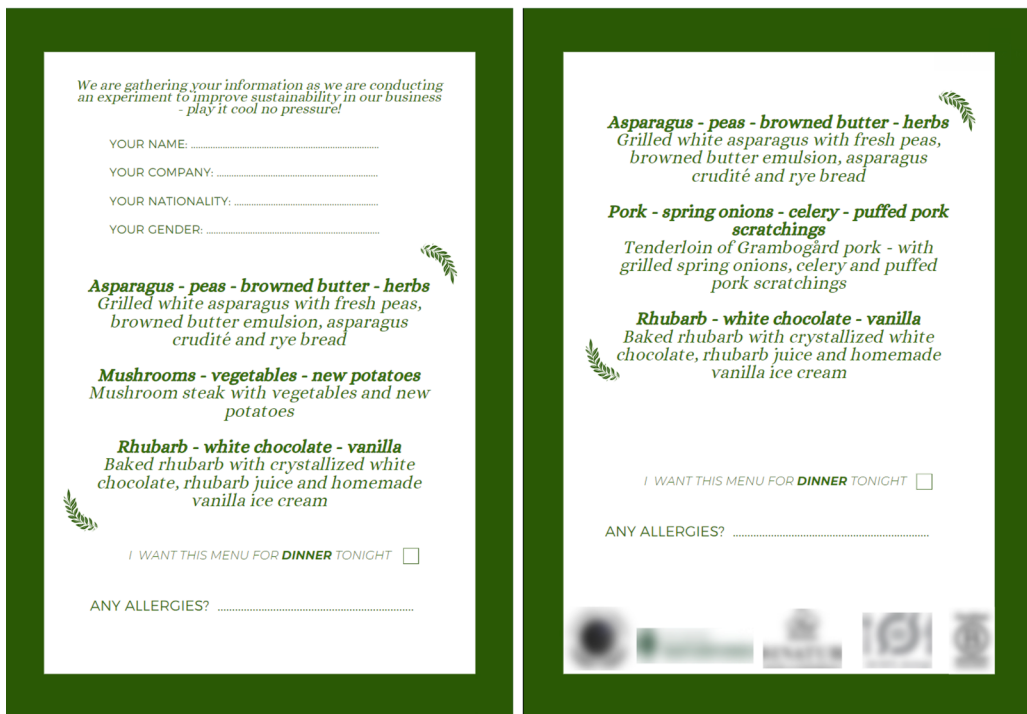 We are gathering your information as we are conducting
an experiment to improve sustainability in our business
- play it cool no pressure!
YOUR NAME: ................................................................
YOUR COMPANY: .......................................................
YOUR NATIONALITY: .................................................
YOUR GENDER: ...........................................................
Asparagus - peas - browned butter - herbs
Grilled white asparagus with fresh peas,
browned butter emulsion, asparagus
crudité and rye bread
Mushrooms - vegetables - new potatoes
Mushroom steak with vegetables and new
potatoes
Rhubarb - white chocolate - vanilla
Baked rhubarb with crystallized white
chocolate, rhubarb juice and homemade
vanilla ice cream
I WANT THIS MENU FOR DINNER TONIGHT
ANY ALLERGIES? ...................................................................
Asparagus - peas - browned butter - herbs
Grilled white asparagus with fresh peas,
browned butter emulsion, asparagus
crudité and rye bread
Pork - spring onions - celery - puffed pork
scratchings
Tenderloin of Grambogård pork - with
grilled spring onions, celery and puffed
pork scratchings
Rhubarb - white chocolate - vanilla
Baked rhubarb with crystallized white
chocolate, rhubarb juice and homemade
vanilla ice cream
I WANT THIS MENU FOR DINNER TONIGHT
ANY ALLERGIES? ...................................................................